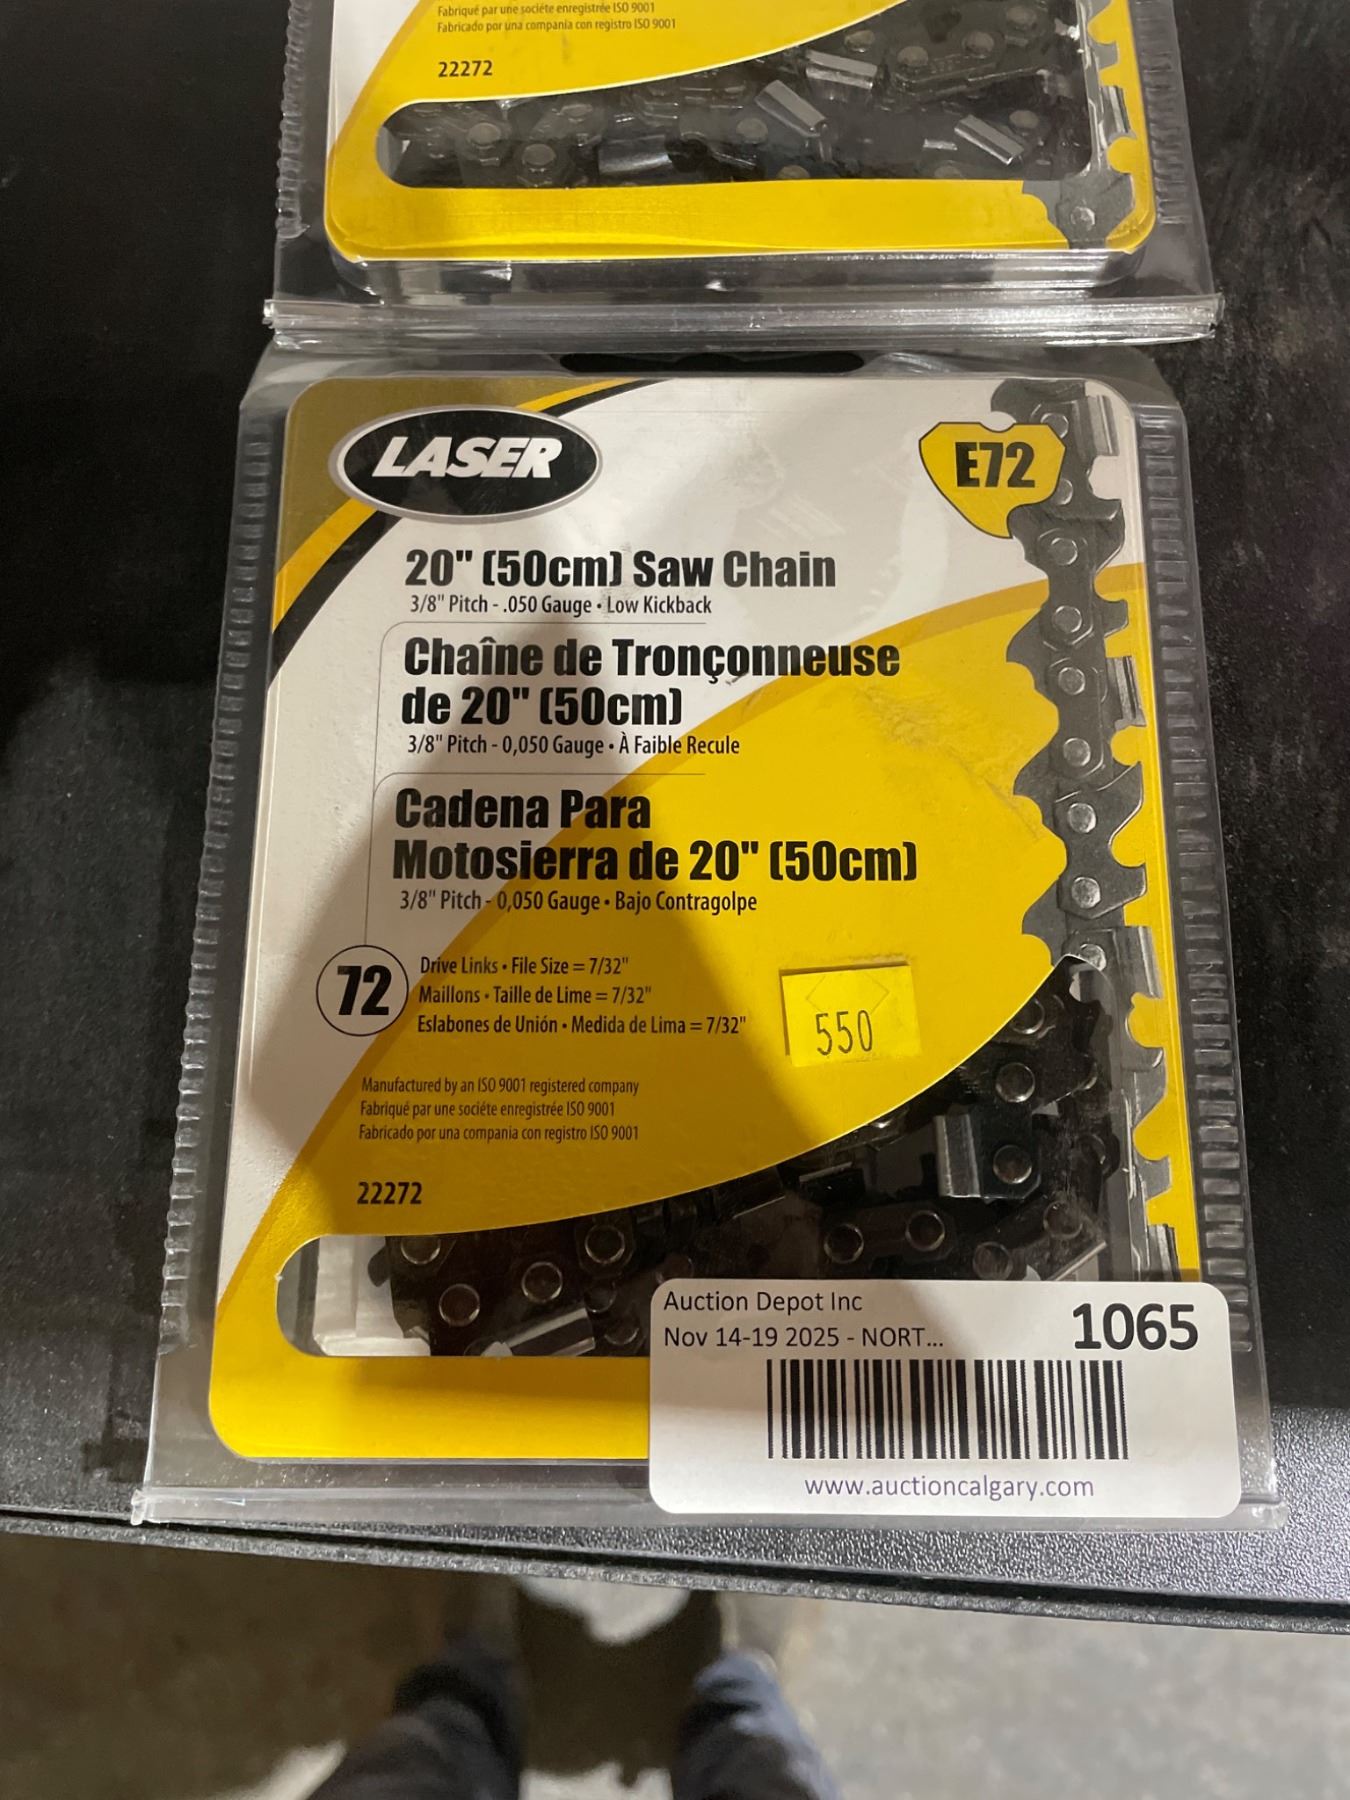 Fabriqué par une sociéte enregistrée ISO 9001
Fabricado por una compania con registro ISO 9001
22272
LASER
E72
20" (50cm) Saw Chain
3/8" Pitch - .050 Gauge • Low Kickback
Chaîne de Tronçonneuse
de 20" (50cm)
3/8" Pitch - 0,050 Gauge • À Faible Recule
Cadena Para
Motosierra de 20" (50cm)
3/8" Pitch - 0,050 Gauge • Bajo Contragolpe
72
Drive Links • File Size = 7/32"
Maillons • Taille de Lime = 7/32"
Eslabones de Unión • Medida de Lima = 7/32"
550
Manufactured by an ISO 9001 registered company
Fabriqué par une sociéte enregistrée ISO 9001
Fabricado por una compania con registro ISO 9001
22272
Auction Depot Inc
Nov 14-19 2025 - NORT...
1065
www.auctioncalgary.com